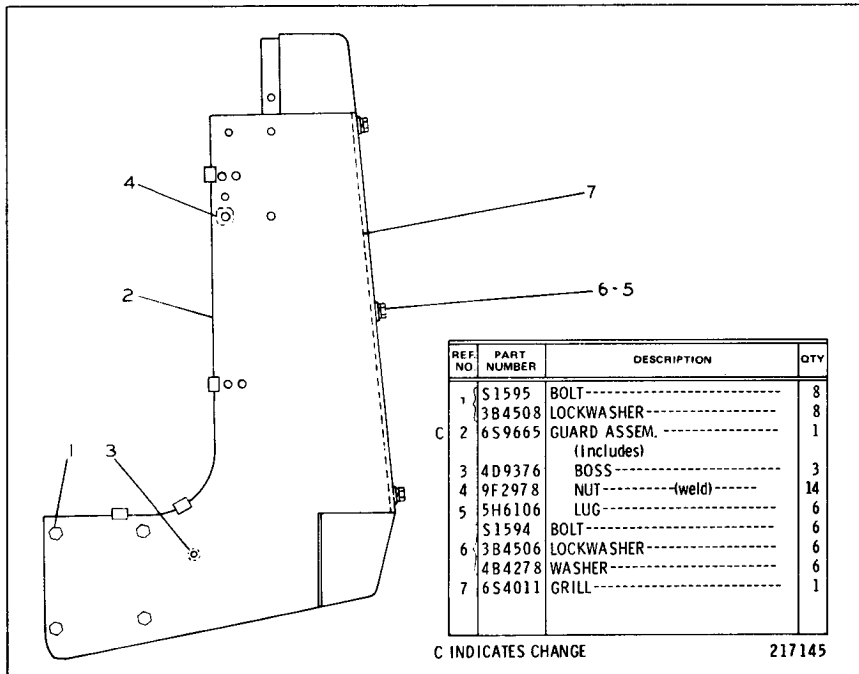 4
7
2
6-5
1 3
REF. NO. PART NUMBER DESCRIPTION QTY
1 S1595 BOLT 8
3B4508 LOCKWASHER 8
C 2 6S9665 GUARD ASSEM. 1
(Includes)
3 4D9376 BOSS 3
4 9F2978 NUT (weld) 14
5 5H6106 LUG 6
S1594 BOLT 6
6 3B4506 LOCKWASHER 6
4B4278 WASHER 6
7 6S4011 GRILL 1
C INDICATES CHANGE 217145